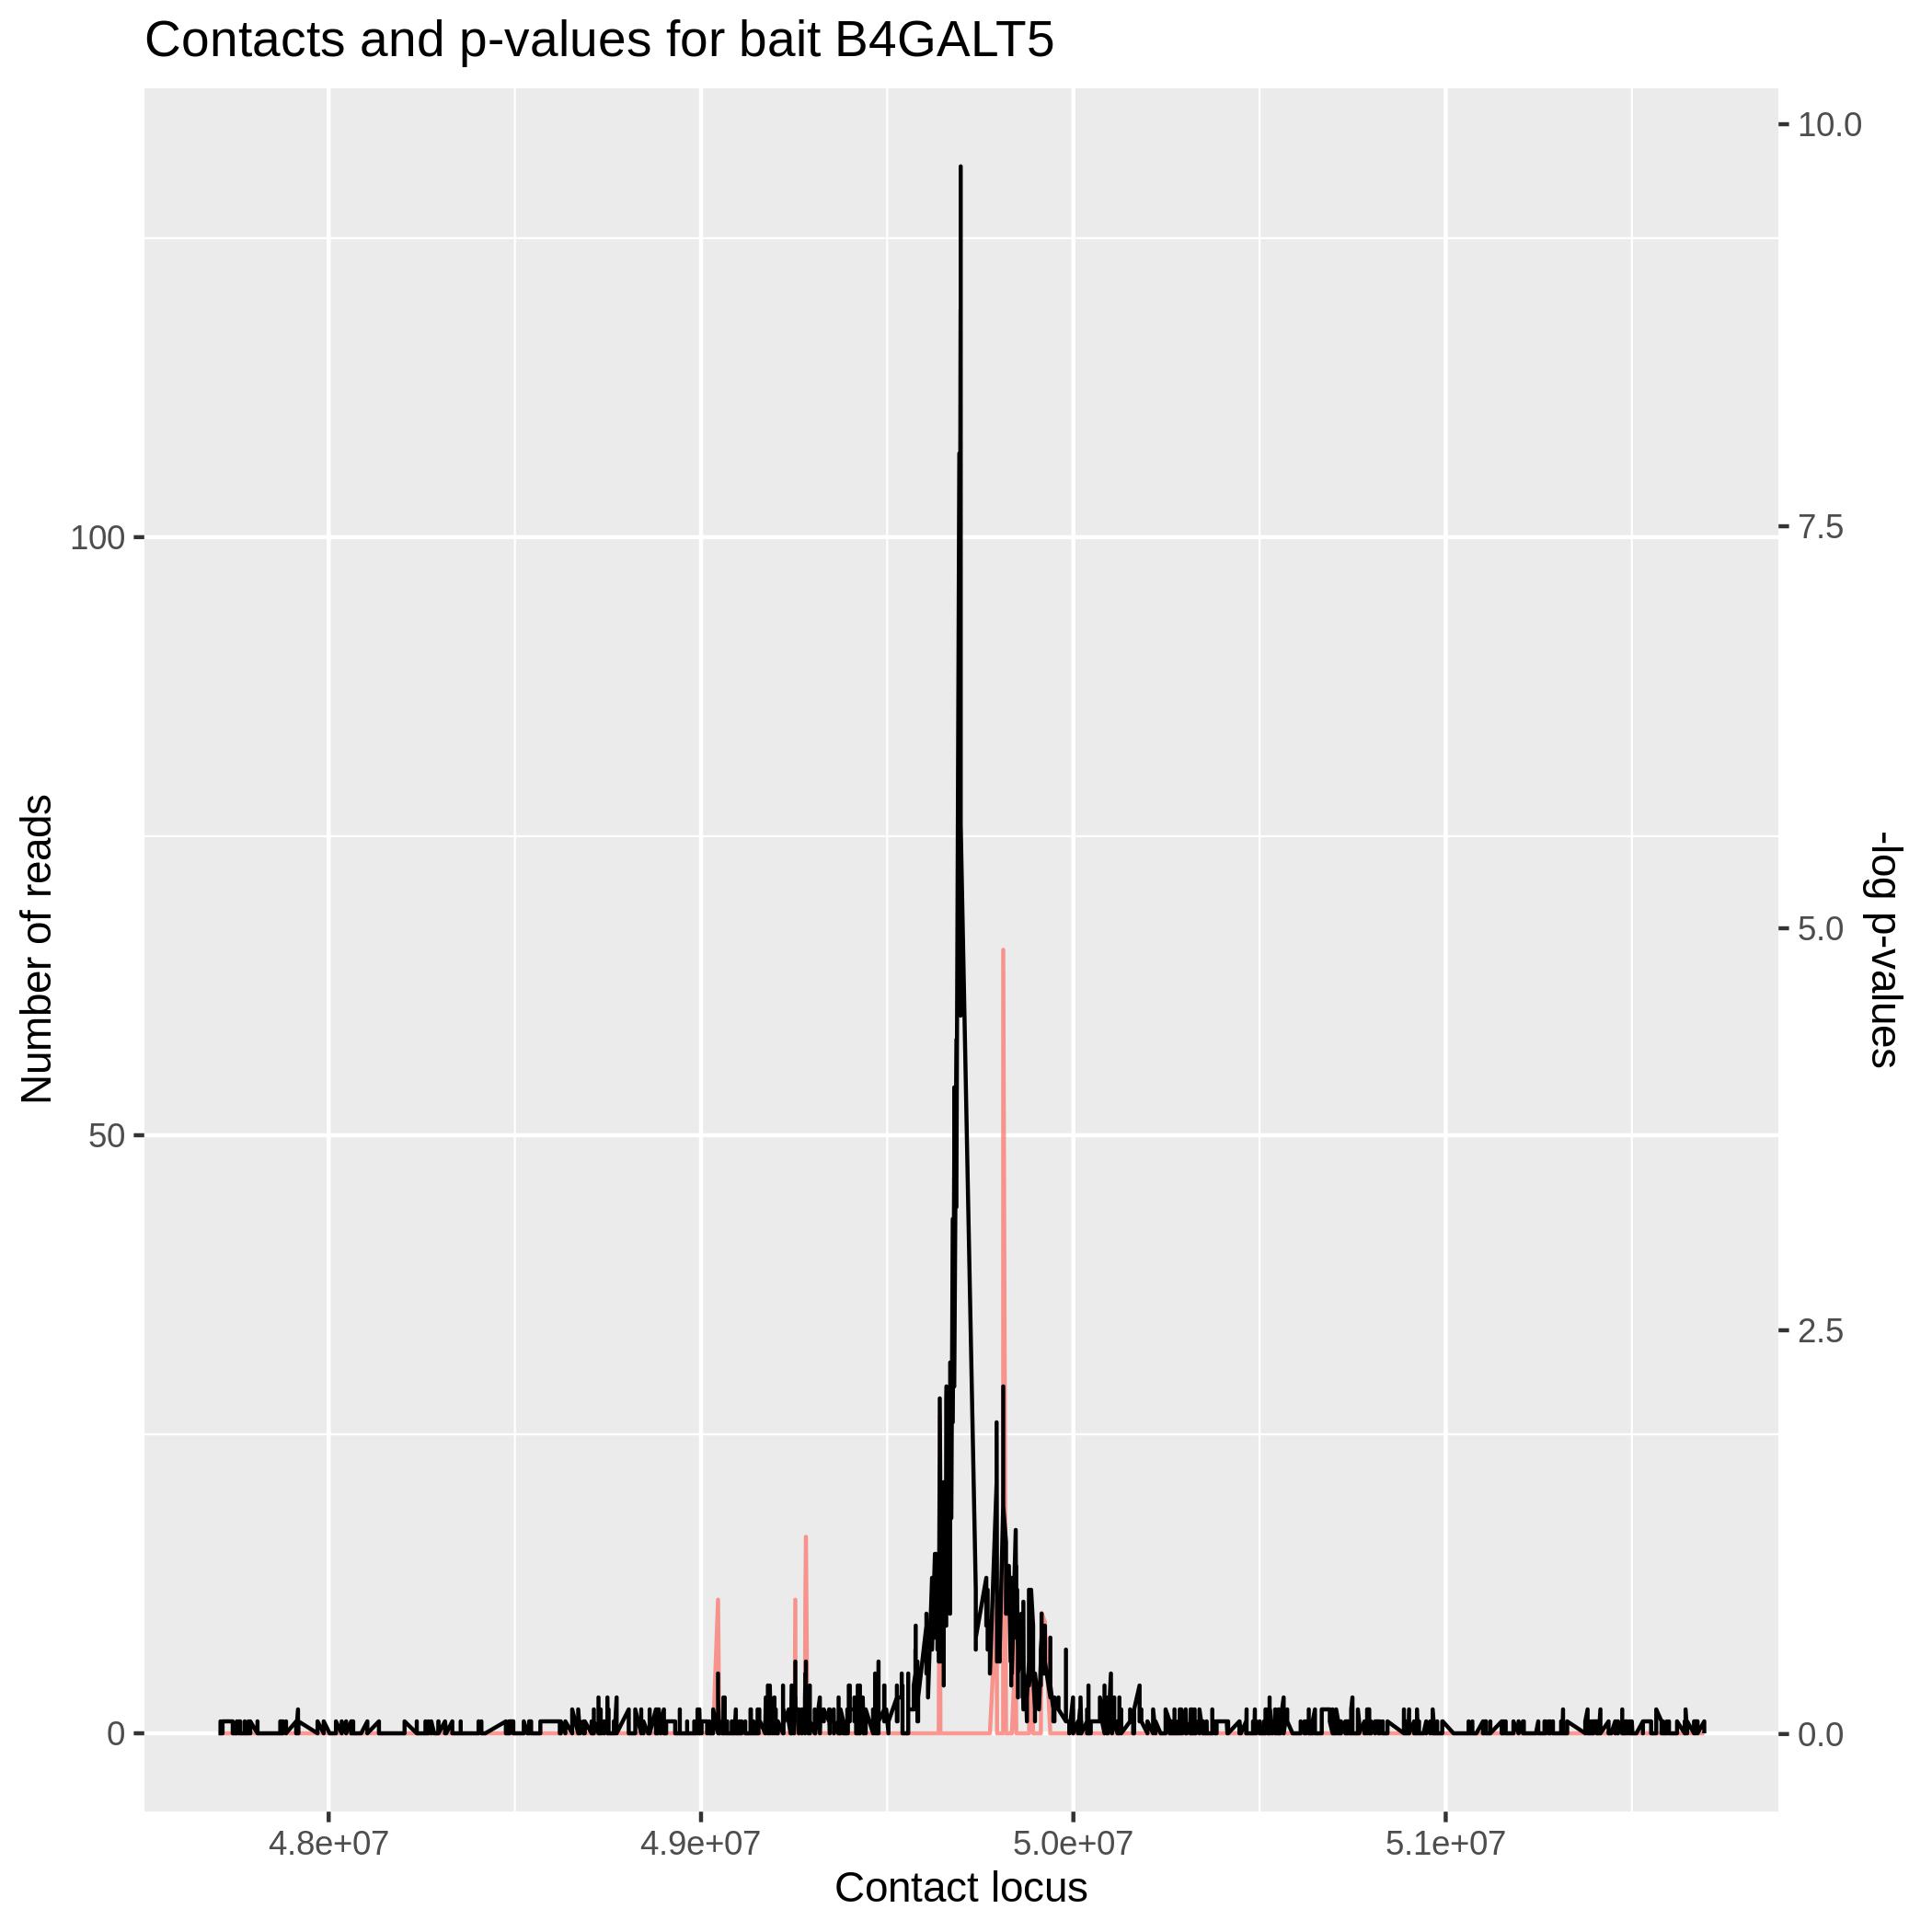 Contacts and p-values for bait B4GALT5
10.0
7.5
5.0
2.5
0.0
100
50
0
Number of reads
-log p-values
4.8e+07
4.9e+07
5.0e+07
5.1e+07
Contact locus